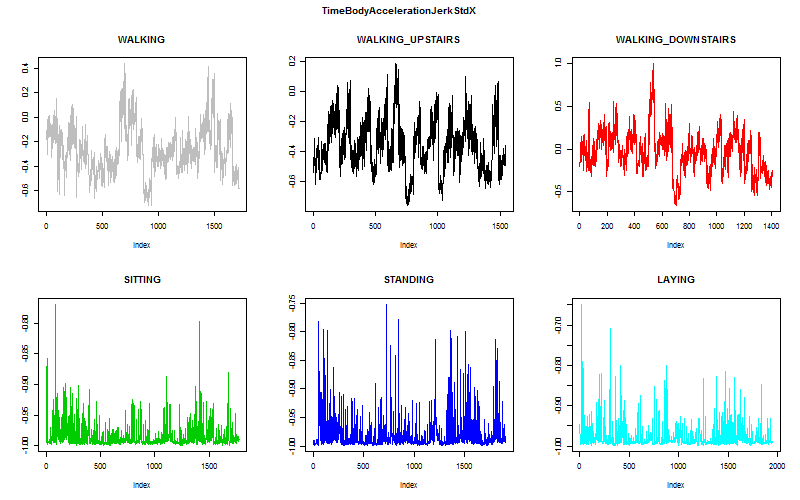 TimeBodyAccelerationJerkStdX
WALKING
WALKING_UPSTAIRS
WALKING_DOWNSTAIRS
0.4
0.2
0.0
-0.2
-0.4
-0.6
0.2
0.0
-0.2
-0.4
-0.6
1.0
0.5
0.0
-0.5
0 500 1000 1500
0 500 1000 1500
0 200 400 600 800 1000 1200 1400
Index
Index
Index
SITTING
STANDING
LAYING
-0.80
-0.85
-0.90
-0.95
-1.00
-0.75
-0.80
-0.85
-0.90
-0.95
-1.00
-0.70
-0.80
-0.90
-1.00
0 500 1000 1500
0 500 1000 1500
0 500 1000 1500 2000
Index
Index
Index